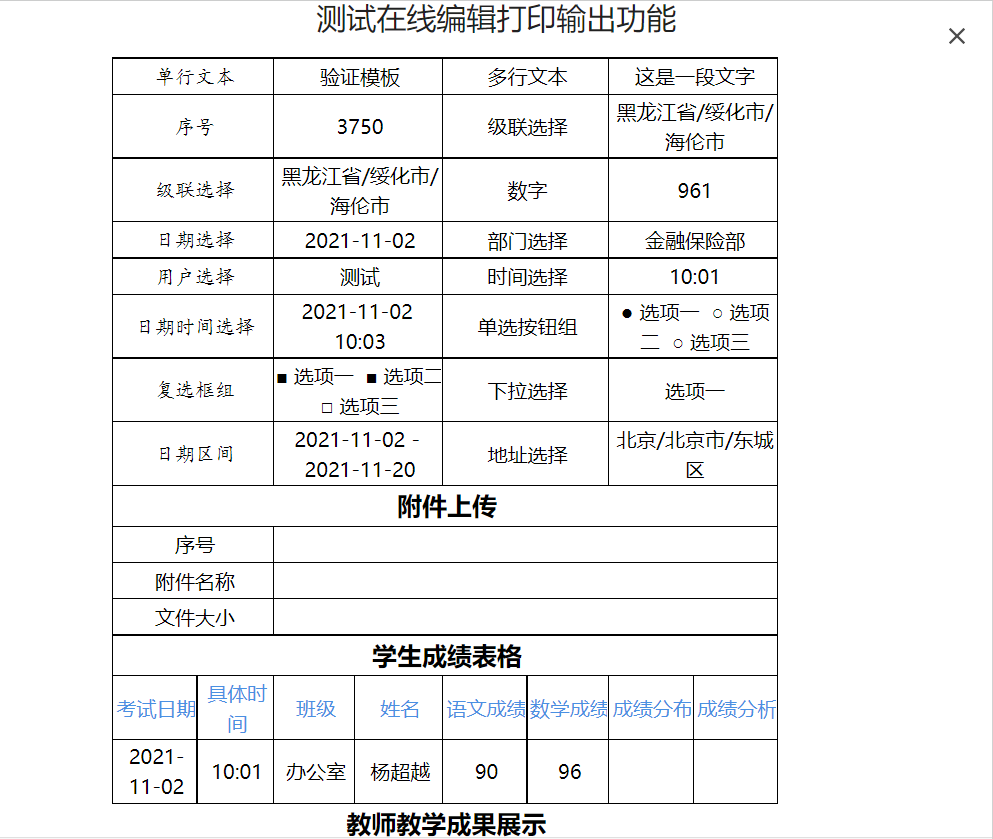 测试在线编辑打印输出功能
单行文本 验证模板 多行文本 这是一段文字
序号 3750 级联选择 黑龙江省/绥化市/
海伦市
级联选择 黑龙江省/绥化市/
海伦市 数字 961
日期选择 2021-11-02 部门选择 金融保险部
用户选择 测试 时间选择 10:01
日期时间选择 2021-11-02
10:03 单选按钮组 ● 选项一 ○ 选项
二 ○ 选项三
复选框组 ■ 选项一 ■ 选项二
□ 选项三 下拉选择 选项一
日期区间 2021-11-02 -
2021-11-20 地址选择 北京/北京市/东城
区
附件上传
序号
附件名称
文件大小
学生成绩表格
考试日期 具体时
间 班级 姓名 语文成绩 数学成绩 成绩分布 成绩分析
2021-
11-02 10:01 办公室 杨超越 90 96
教师教学成果展示